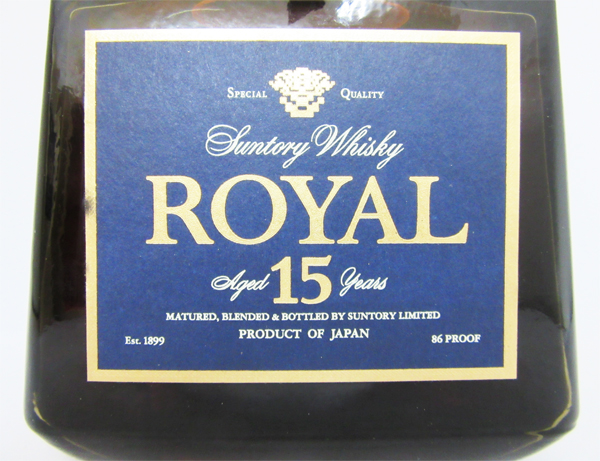 SPECIAL QUALITY
Suntory Whisky
ROYAL
Aged 15 Years
MATURED, BLENDED & BOTTLED BY SUNTORY LIMITED
PRODUCT OF JAPAN
Est. 1899 86 PROOF